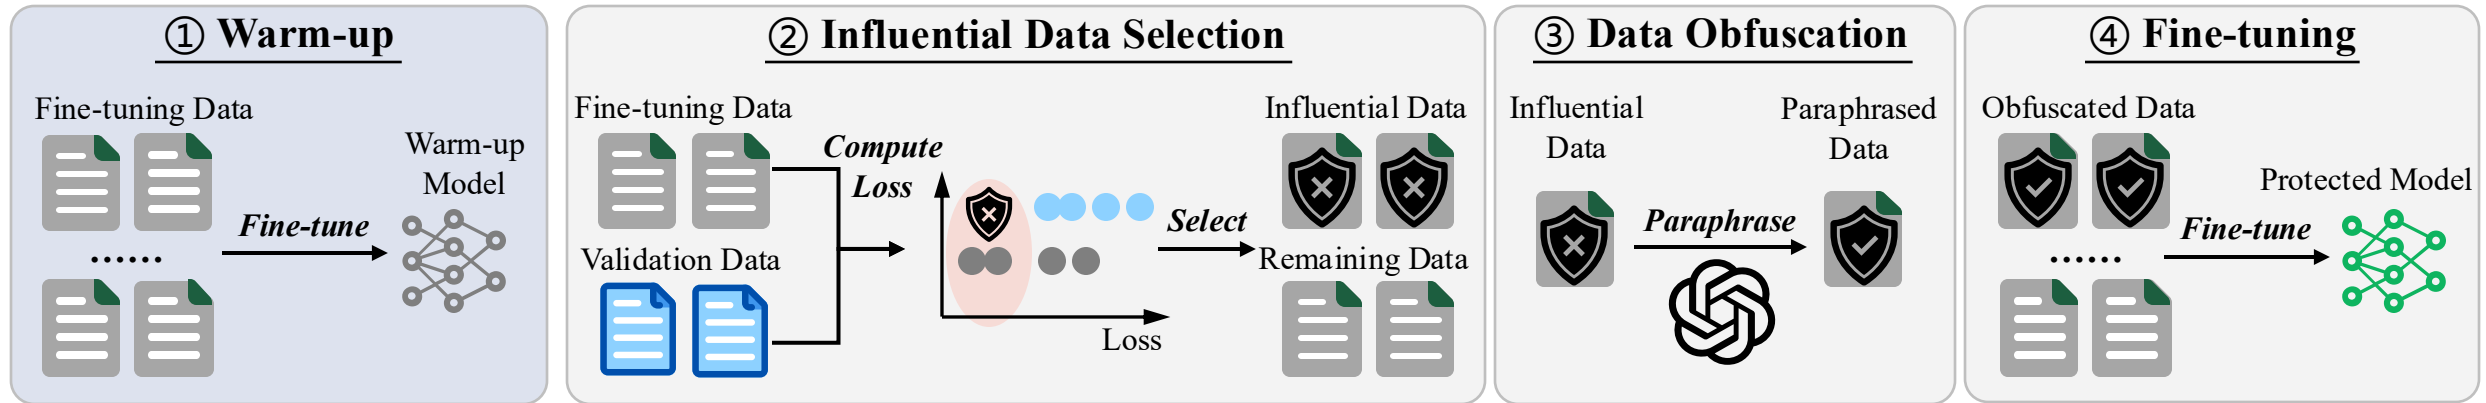 ① Warm-up
Fine-tuning Data
Warm-up
Model
Fine-tune
......
② Influential Data Selection
Fine-tuning Data
Compute
Loss
Validation Data
Loss
Select
Influential Data
Remaining Data
③ Data Obfuscation
Influential
Data
Paraphrase
Paraphrased
Data
④ Fine-tuning
Obfuscated Data
......
Fine-tune
Protected Model